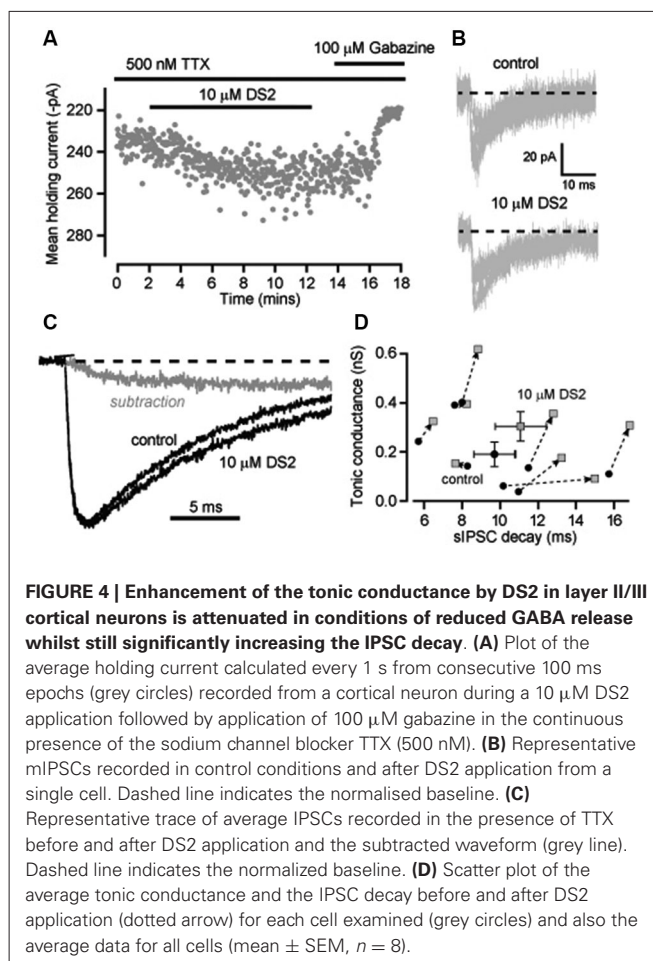 A
B
100 μM Gabazine
500 nM TTX
control
10 μM DS2
Mean holding current (-pA)
220
240
260
280
0 2 4 6 8 10 12 14 16 18
Time (mins)
20 pA
10 ms
10 μM DS2
C
D
subtraction
control
10 μM DS2
5 ms
Tonic conductance (nS)
0.6
0.4
0.2
0.0
10 μM DS2
control
6 8 10 12 14 16
sIPSC decay (ms)
FIGURE 4 | Enhancement of the tonic conductance by DS2 in layer II/III
cortical neurons is attenuated in conditions of reduced GABA release
whilst still significantly increasing the IPSC decay. (A) Plot of the
average holding current calculated every 1 s from consecutive 100 ms
epochs (grey circles) recorded from a cortical neuron during a 10 μM DS2
application followed by application of 100 μM gabazine in the continuous
presence of the sodium channel blocker TTX (500 nM). (B) Representative
mIPSCs recorded in control conditions and after DS2 application from a
single cell. Dashed line indicates the normalised baseline. (C)
Representative trace of average IPSCs recorded in the presence of TTX
before and after DS2 application and the subtracted waveform (grey line).
Dashed line indicates the normalized baseline. (D) Scatter plot of the
average tonic conductance and the IPSC decay before and after DS2
application (dotted arrow) for each cell examined (grey circles) and also the
average data for all cells (mean ± SEM, n = 8).